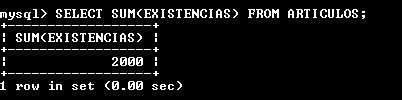 mysql> SELECT SUM(EXISTENCIAS) FROM ARTICULOS;
+------------------+
| SUM(EXISTENCIAS) |
+------------------+
|             2000 |
+------------------+
1 row in set (0.00 sec)